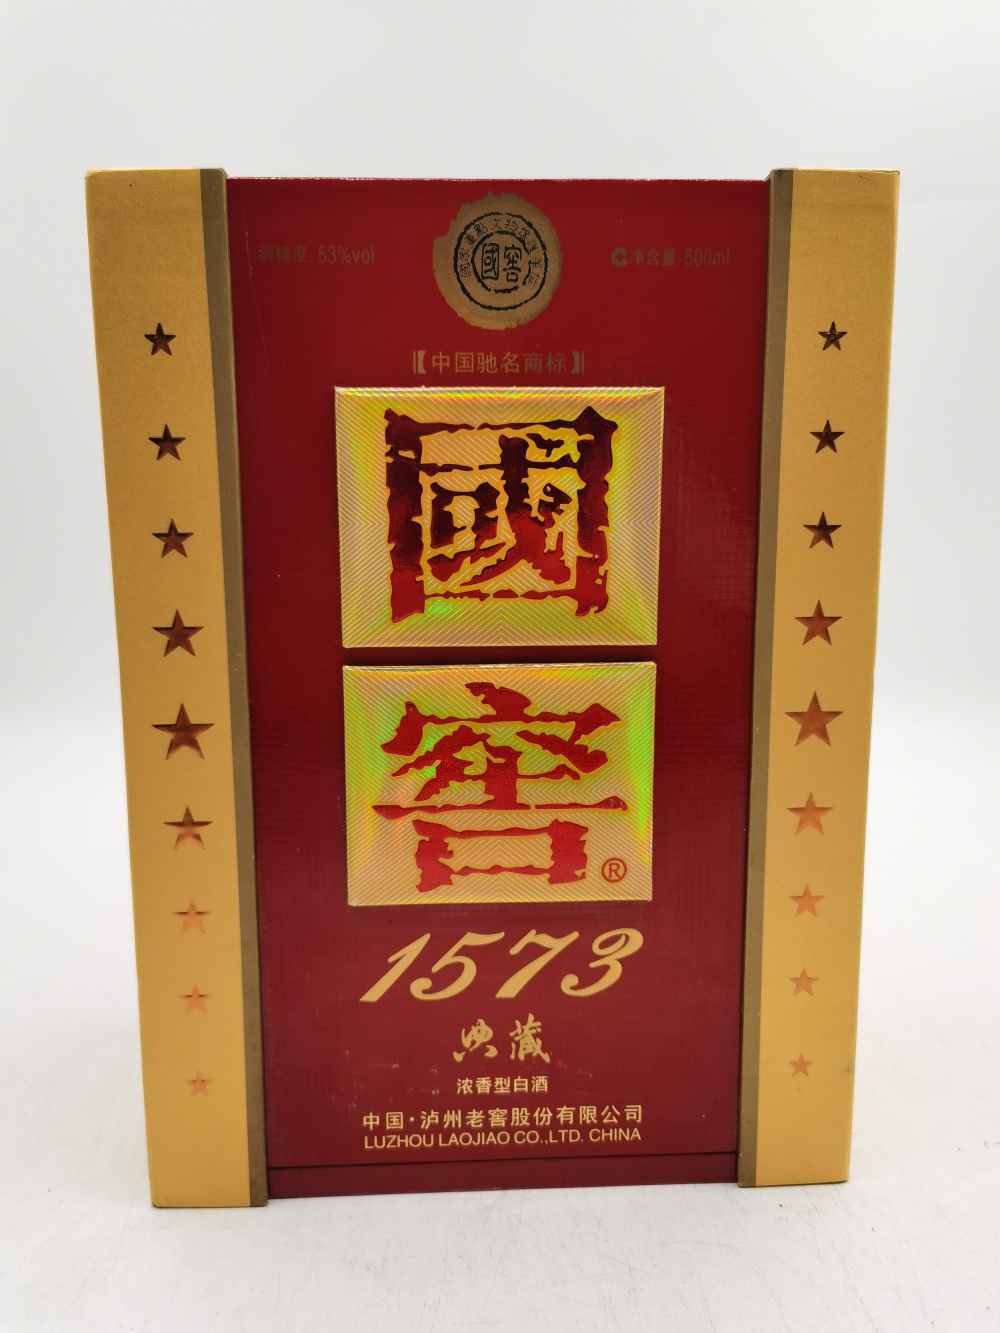 酒精度:53%vol
净含量:500ml
國窖
【中国驰名商标】
國
窖®
1573
典藏
浓香型白酒
中国·泸州老窖股份有限公司
LUZHOU LAOJIAO CO.,LTD. CHINA